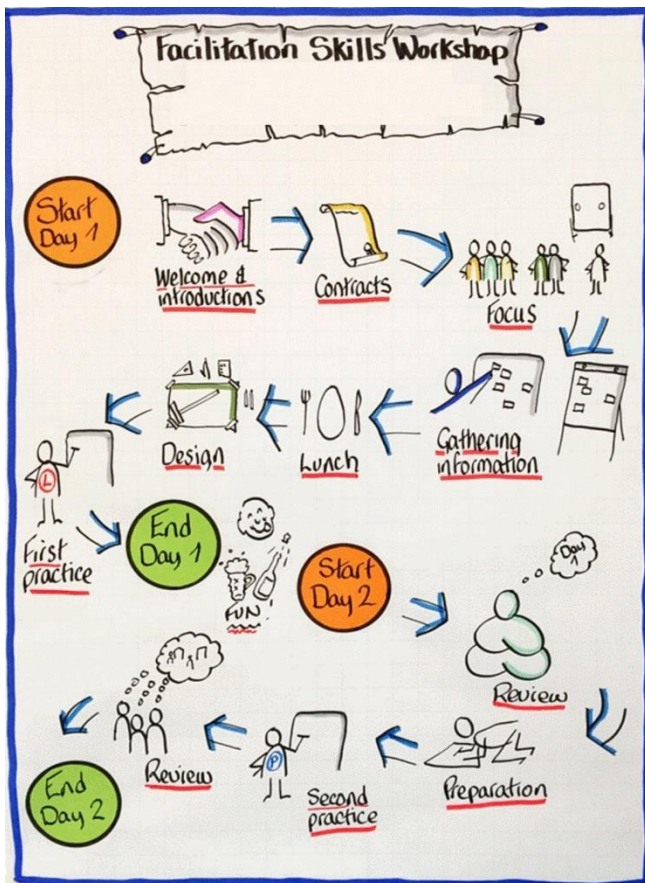 Facilitation Skills Workshop
Start
Day 1
Welcome &
introductions
Contracts
Focus
Gathering
information
Lunch
Design
L
First
practice
End
Day 1
FUN
Start
Day 2
Day
1
Review
Preparation
P
Second
practice
Review
End
Day 2